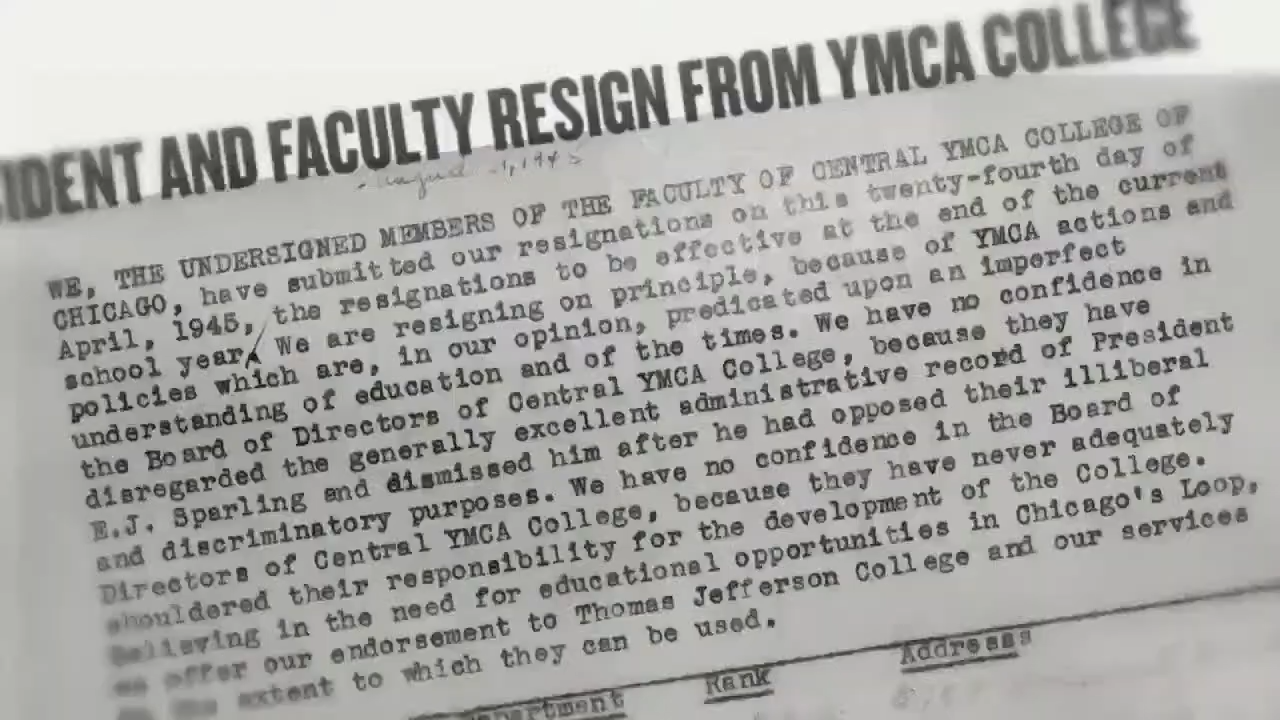 IDENT AND FACULTY RESIGN FROM YMCA COLLEGE
WE, THE UNDERSIGNED MEMBERS OF THE FACULTY OF CENTRAL YMCA COLLEGE OF
CHICAGO, have submitted our resignations on this twenty-fourth day of
April, 1945, the resignations to be effective at the end of the current
school year. We are resigning on principle, because of YMCA actions and
policies which are, in our opinion, predicated upon an imperfect
understanding of education and of the times. We have no confidence in
the Board of Directors of Central YMCA College, because they have
disregarded the generally excellent administrative record of President
E.J. Sparling and dismissed him after he had opposed their illiberal
and discriminatory purposes. We have no confidence in the Board of
Directors of Central YMCA College, because they have never adequately
shouldered their responsibility for the development of the College.
Believing in the need for educational opportunities in Chicago's Loop,
we offer our endorsement to Thomas Jefferson College and our services
to the extent to which they can be used.
partment Rank Addresss